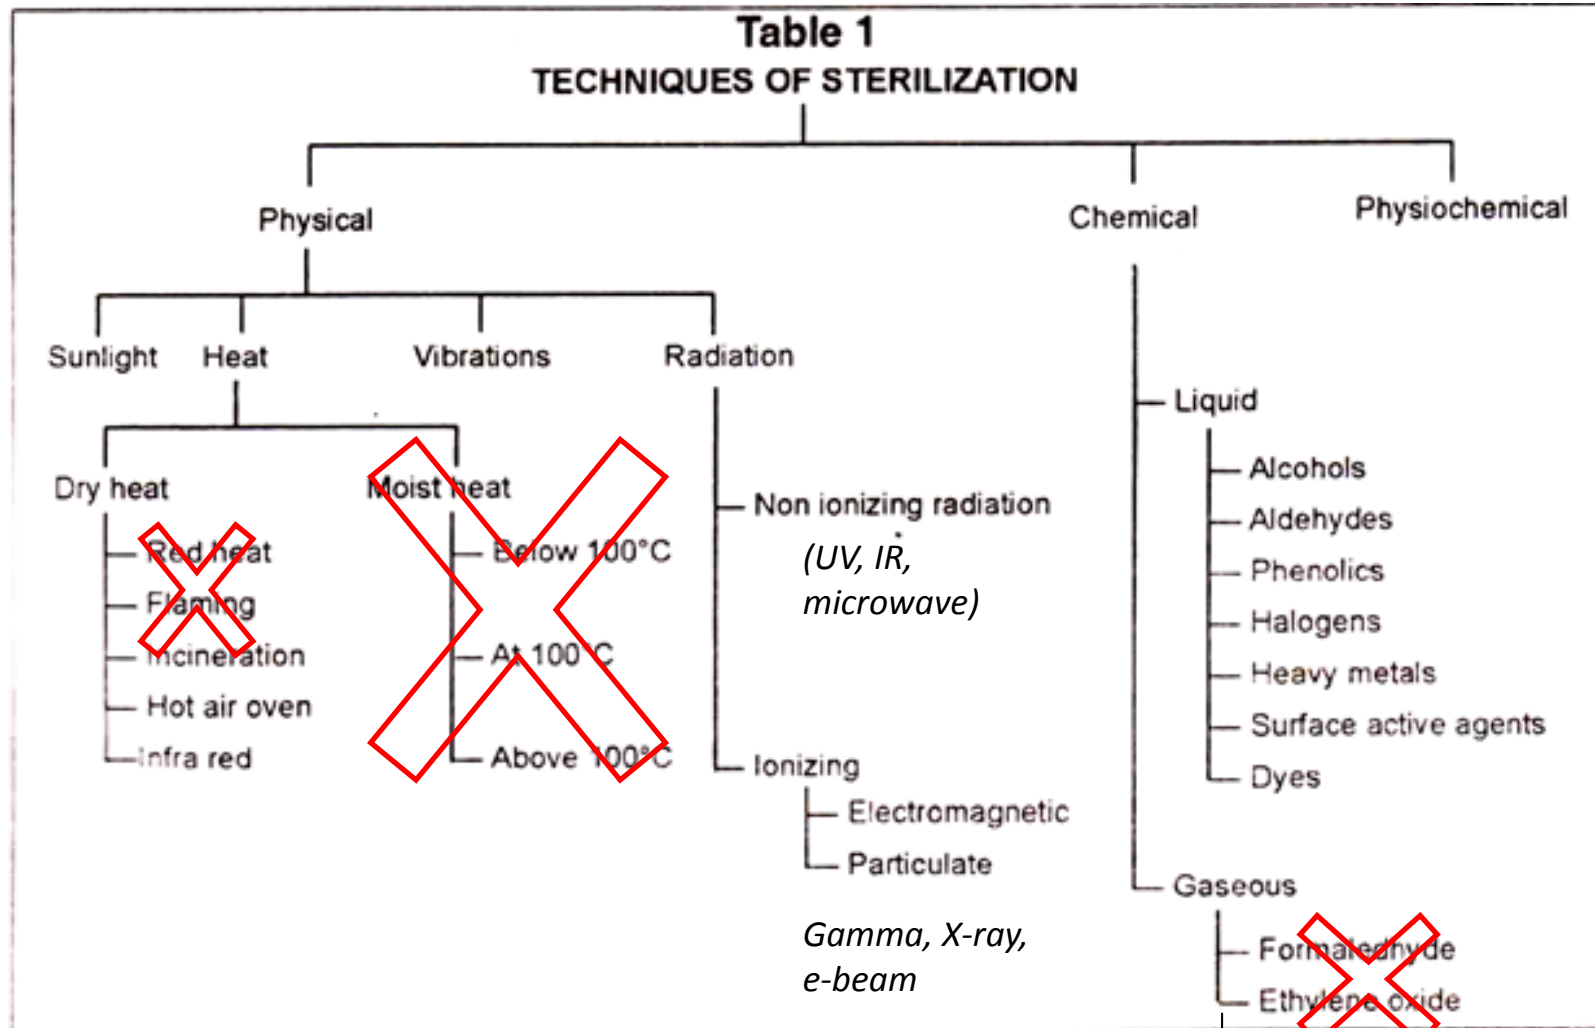 Table 1
TECHNIQUES OF STERILIZATION
Physical
Chemical
Physiochemical
Sunlight
Heat
Vibrations
Radiation
Dry heat
Red heat
Flaming
Incineration
Hot air oven
Infra red
Moist heat
Below 100°C
At 100°C
Above 100°C
Non ionizing radiation
(UV, IR,
microwave)
Ionizing
Electromagnetic
Particulate
Gamma, X-ray,
e-beam
Liquid
Alcohols
Aldehydes
Phenolics
Halogens
Heavy metals
Surface active agents
Dyes
Gaseous
Formaledhyde
Ethylene oxide